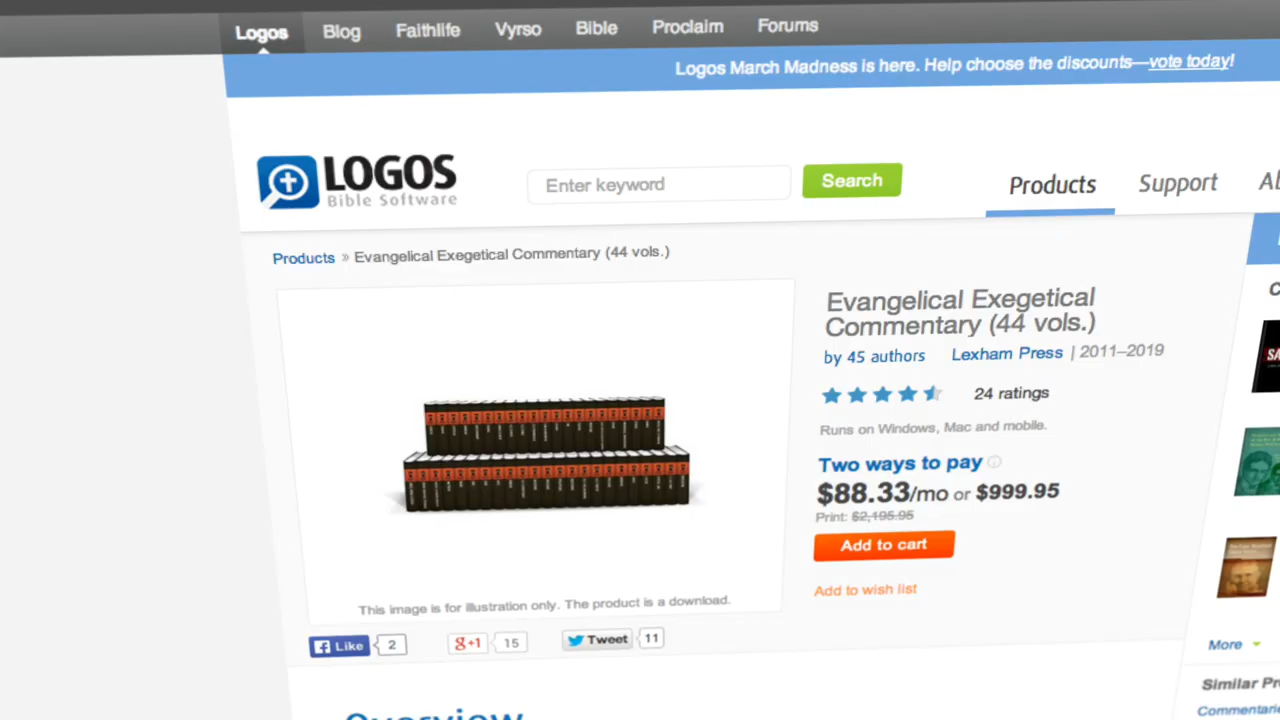 Logos Blog Faithlife Vyrso Bible Proclaim Forums
Logos March Madness is here. Help choose the discounts—vote today!
LOGOS
Bible Software
Enter keyword
Search
Products Support
Products » Evangelical Exegetical Commentary (44 vols.)
Evangelical Exegetical
Commentary (44 vols.)
by 45 authors Lexham Press | 2011–2019
24 ratings
Runs on Windows, Mac and mobile.
Two ways to pay
$88.33/mo or $999.95
Print: $2,195.95
Add to cart
Add to wish list
This image is for illustration only. The product is a download.
Like 2
g+1 15
Tweet 11
More
Similar
Overview